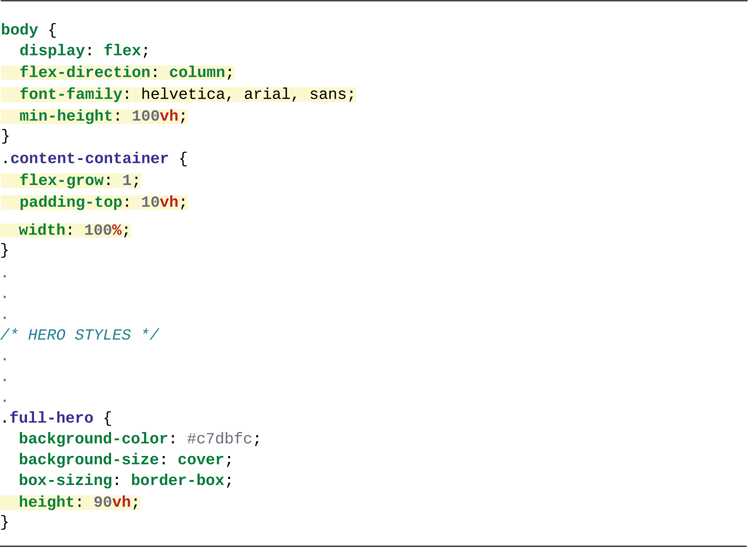 body {
  display: flex;
  flex-direction: column;
  font-family: helvetica, arial, sans;
  min-height: 100vh;
}
.content-container {
  flex-grow: 1;
  padding-top: 10vh;
  width: 100%;
}
.
.
.
/* HERO STYLES */
.
.
.
.full-hero {
  background-color: #c7dbfc;
  background-size: cover;
  box-sizing: border-box;
  height: 90vh;
}